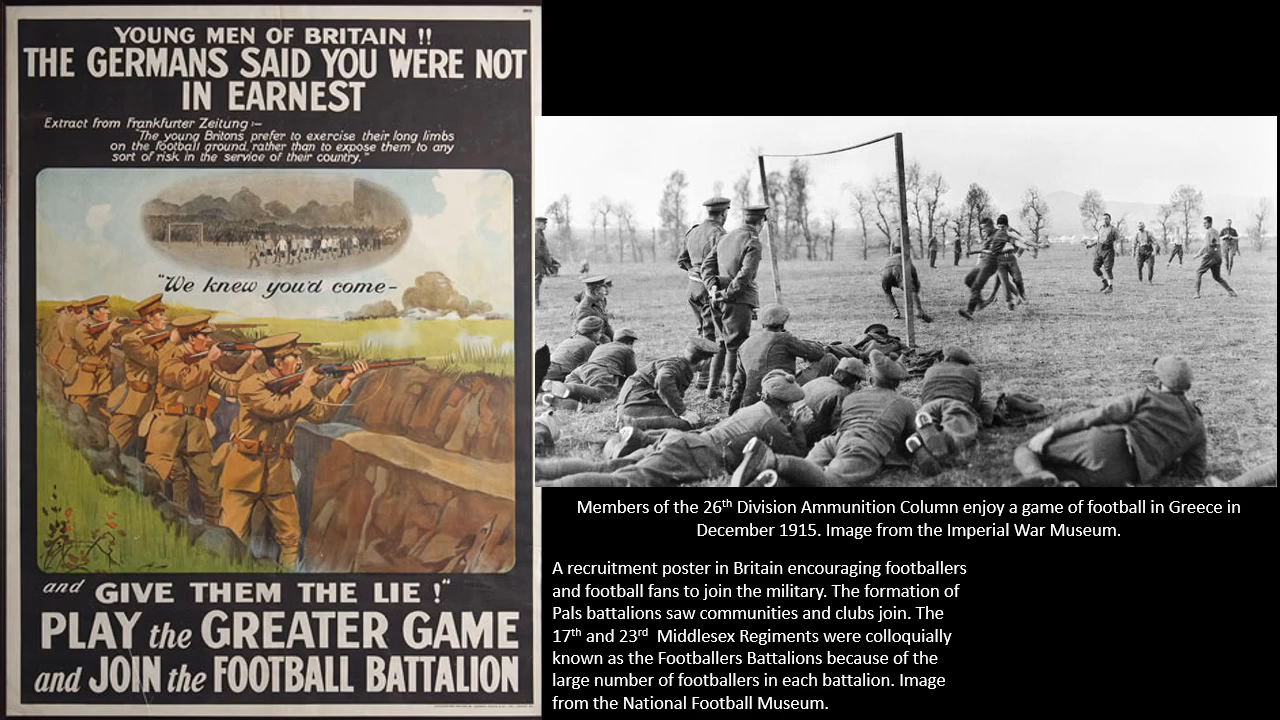 YOUNG MEN OF BRITAIN !!
THE GERMANS SAID YOU WERE NOT
IN EARNEST
Extract from Frankfurter Zeitung :–
"The young Britons prefer to exercise their long limbs
on the football ground, rather than to expose them to any
sort of risk in the service of their country."
"We knew you'd come–
and GIVE THEM THE LIE !"
PLAY the GREATER GAME
and JOIN the FOOTBALL BATTALION
Members of the 26th Division Ammunition Column enjoy a game of football in Greece in
December 1915. Image from the Imperial War Museum.
A recruitment poster in Britain encouraging footballers
and football fans to join the military. The formation of
Pals battalions saw communities and clubs join. The
17th and 23rd Middlesex Regiments were colloquially
known as the Footballers Battalions because of the
large number of footballers in each battalion. Image
from the National Football Museum.